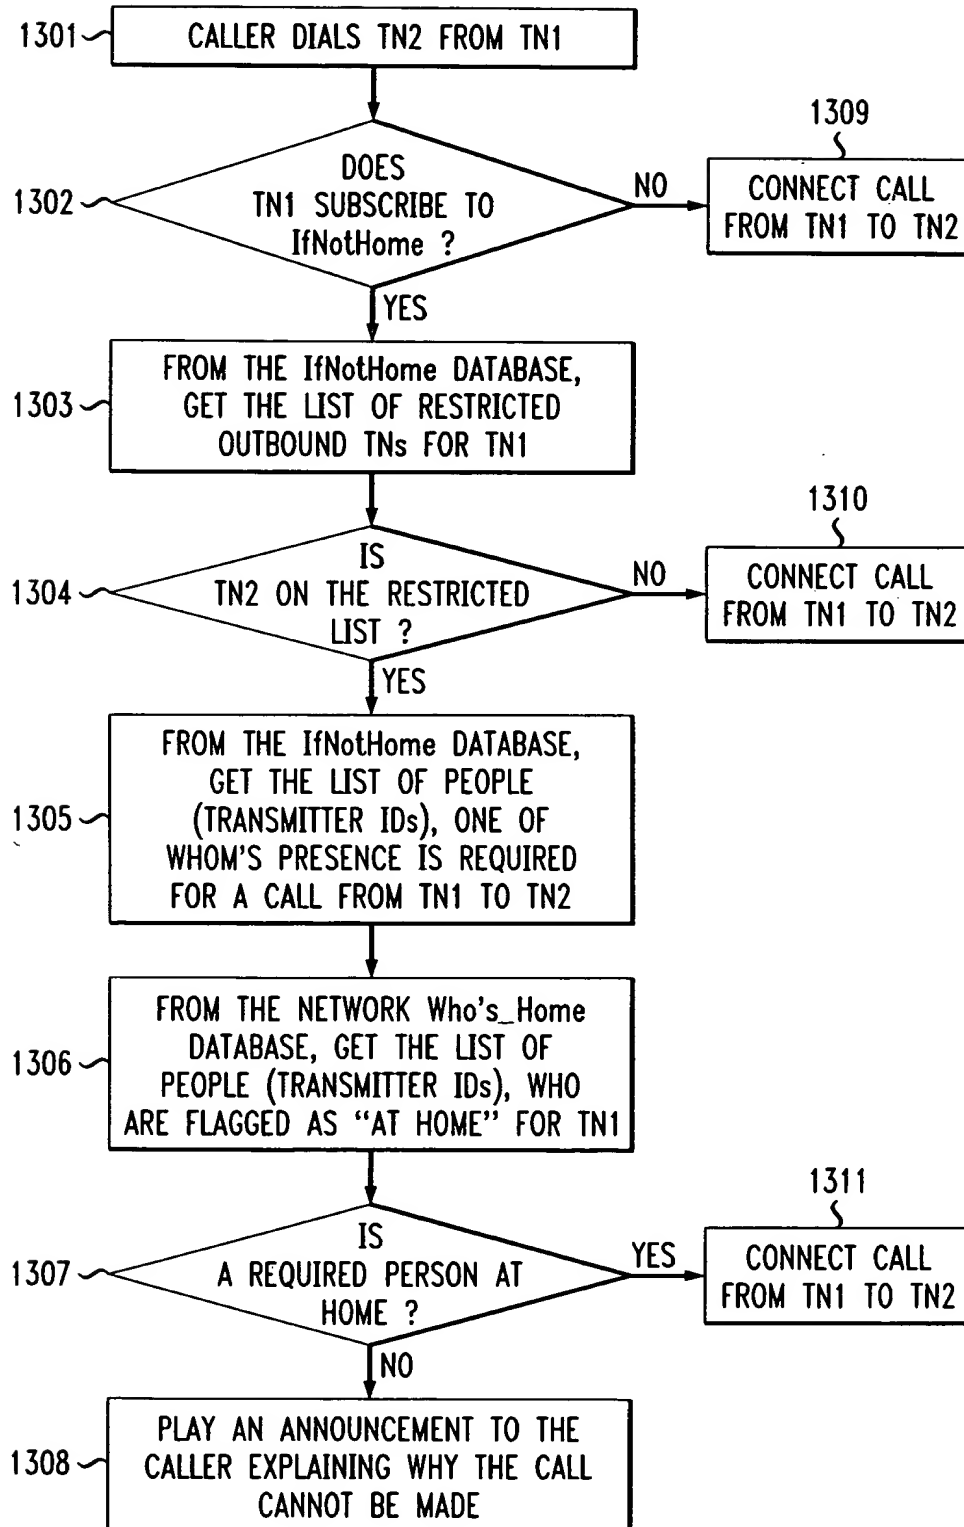 1301
CALLER DIALS TN2 FROM TN1
1302
DOES
TN1 SUBSCRIBE TO
IfNotHome ?
NO
1309
CONNECT CALL
FROM TN1 TO TN2
YES
1303
FROM THE IfNotHome DATABASE,
GET THE LIST OF RESTRICTED
OUTBOUND TNs FOR TN1
1304
IS
TN2 ON THE RESTRICTED
LIST ?
NO
1310
CONNECT CALL
FROM TN1 TO TN2
YES
1305
FROM THE IfNotHome DATABASE,
GET THE LIST OF PEOPLE
(TRANSMITTER IDs), ONE OF
WHOM'S PRESENCE IS REQUIRED
FOR A CALL FROM TN1 TO TN2
1306
FROM THE NETWORK Who's_Home
DATABASE, GET THE LIST OF
PEOPLE (TRANSMITTER IDs), WHO
ARE FLAGGED AS “AT HOME” FOR TN1
1307
IS
A REQUIRED PERSON AT
HOME ?
YES
1311
CONNECT CALL
FROM TN1 TO TN2
NO
1308
PLAY AN ANNOUNCEMENT TO THE
CALLER EXPLAINING WHY THE CALL
CANNOT BE MADE